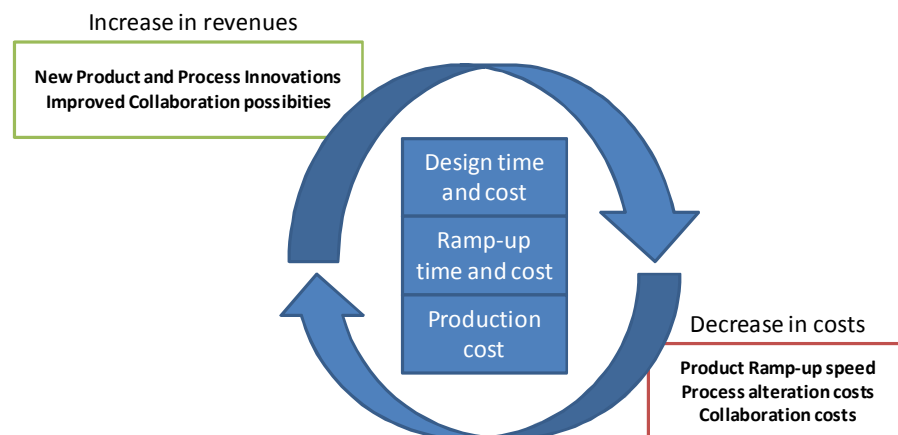 Increase in revenues
New Product and Process Innovations
Improved Collaboration possibities
Design time
and cost
Ramp-up
time and cost
Production
cost
Decrease in costs
Product Ramp-up speed
Process alteration costs
Collaboration costs